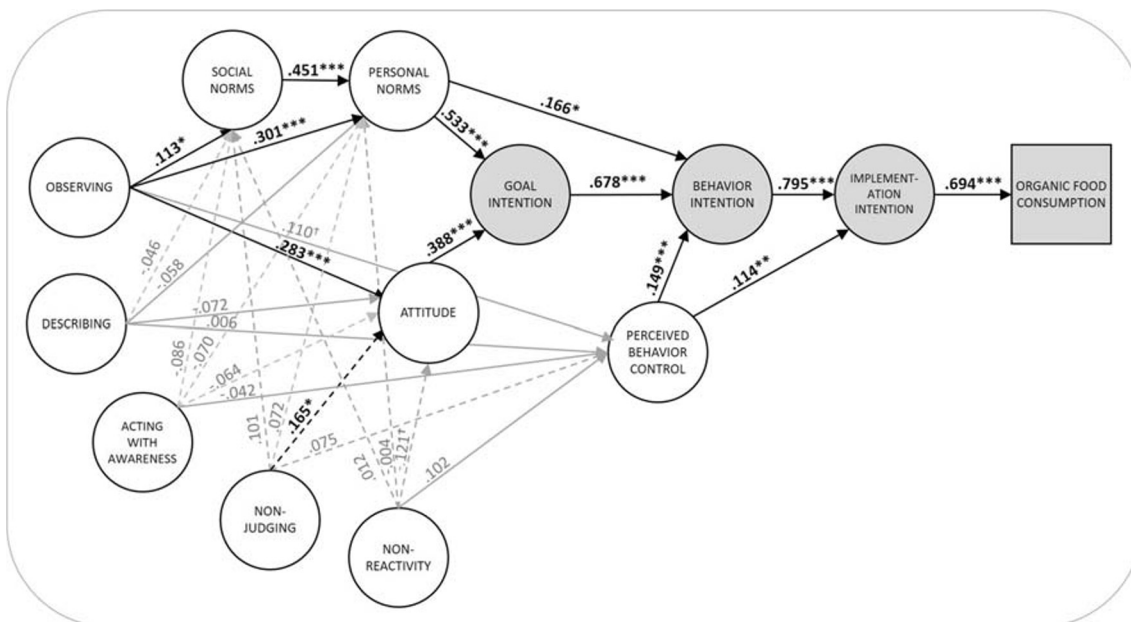 SOCIAL
NORMS
.451***
PERSONAL
NORMS
.166*
.533***
.113*
.301***
OBSERVING
GOAL
INTENTION
.678***
BEHAVIOR
INTENTION
.795***
IMPLEMENT-
ATION
INTENTION
.694***
ORGANIC FOOD
CONSUMPTION
.110†
.283***
.388***
-.046
-.058
.149***
.114**
DESCRIBING
-.072
.006
ATTITUDE
PERCEIVED
BEHAVIOR
CONTROL
-.086
-.070
-.064
-.042
ACTING
WITH
AWARENESS
.101
.072
.165*
.075
.012
.004
.121†
.102
NON-
JUDGING
NON-
REACTIVITY